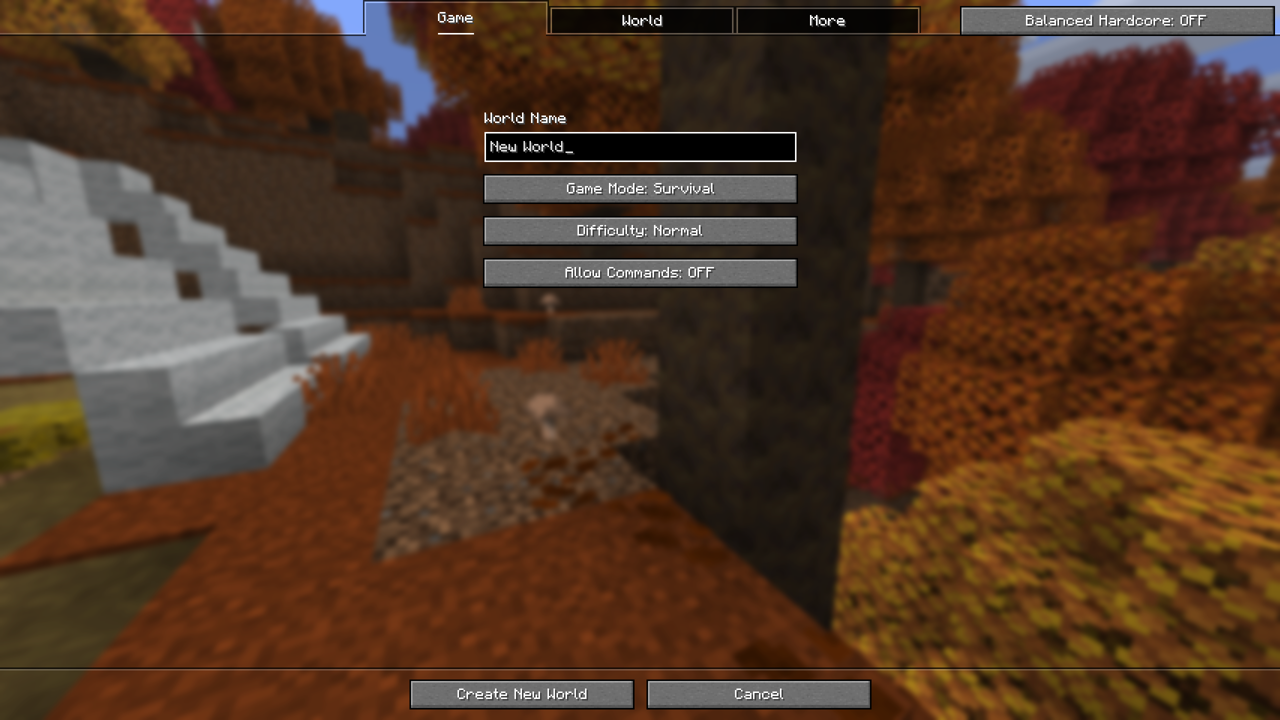 Game
World
More
Balanced Hardcore: OFF
World Name
New World_
Game Mode: Survival
Difficulty: Normal
Allow Commands: OFF
Create New World
Cancel